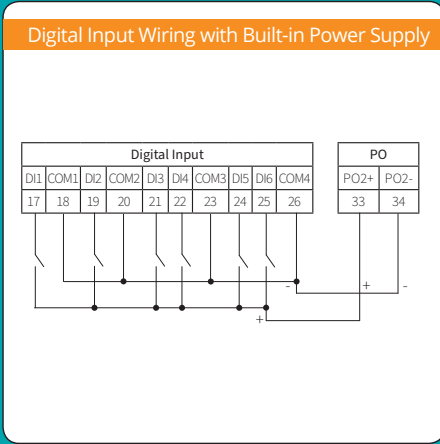 Digital Input Wiring with Built-in Power Supply
Digital Input PO
DI1 COM1 DI2 COM2 DI3 DI4 COM3 DI5 DI6 COM4 PO2+ PO2-
17 18 19 20 21 22 23 24 25 26 33 34
- + -
+